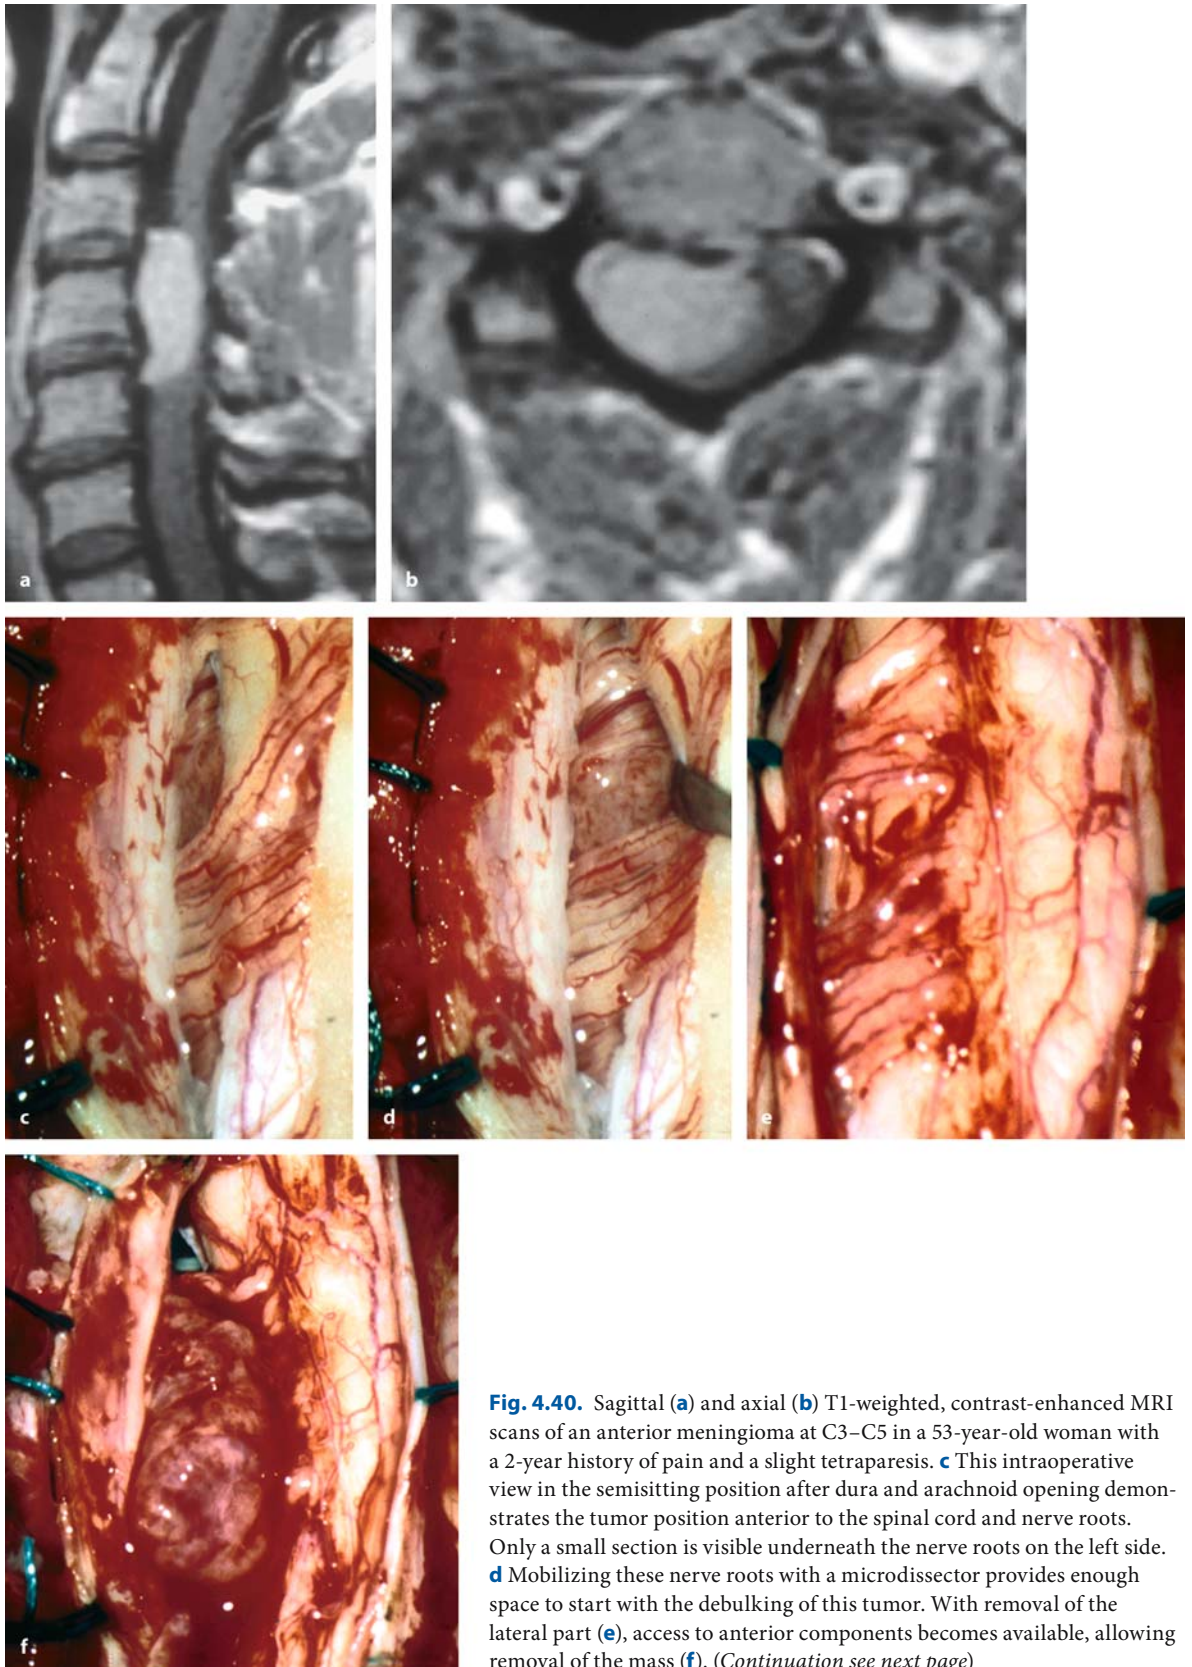 a
b
c
d
e
f
Fig. 4.40. Sagittal (a) and axial (b) T1-weighted, contrast-enhanced MRI
scans of an anterior meningioma at C3–C5 in a 53-year-old woman with
a 2-year history of pain and a slight tetraparesis. c This intraoperative
view in the semisitting position after dura and arachnoid opening demon-
strates the tumor position anterior to the spinal cord and nerve roots.
Only a small section is visible underneath the nerve roots on the left side.
d Mobilizing these nerve roots with a microdissector provides enough
space to start with the debulking of this tumor. With removal of the
lateral part (e), access to anterior components becomes available, allowing
removal of the mass (f). (Continuation see next page)